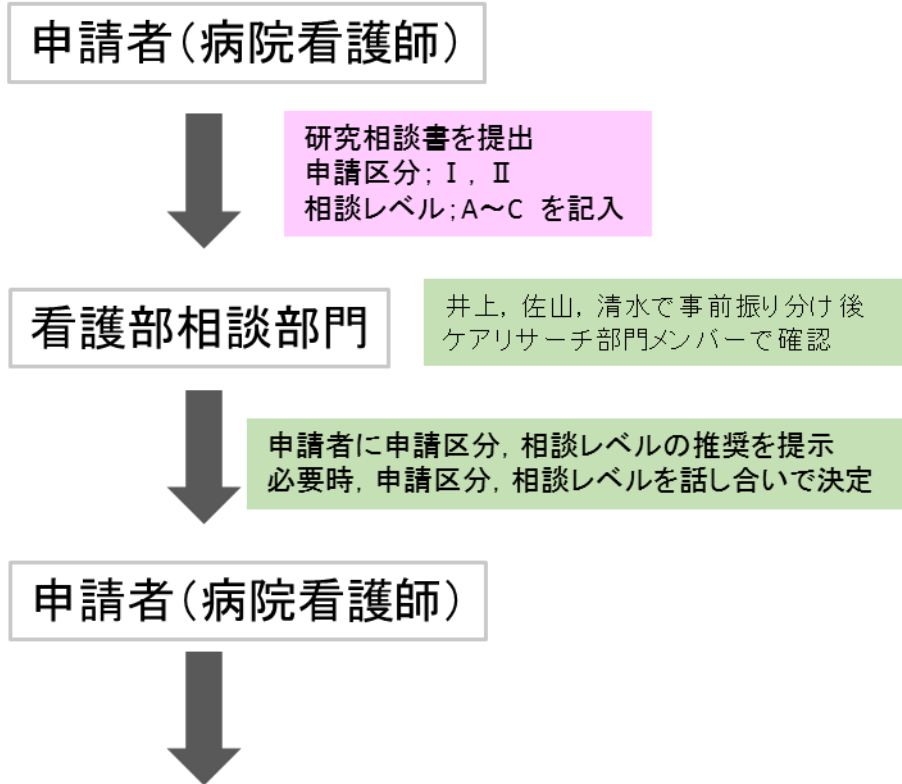 申請者（病院看護師）
研究相談書を提出
申請区分；Ⅰ，Ⅱ
相談レベル；A～C を記入
看護部相談部門
井上，佐山，清水で事前振り分け後
ケアリサーチ部門メンバーで確認
申請者に申請区分，相談レベルの推奨を提示
必要時，申請区分，相談レベルを話し合いで決定
申請者（病院看護師）